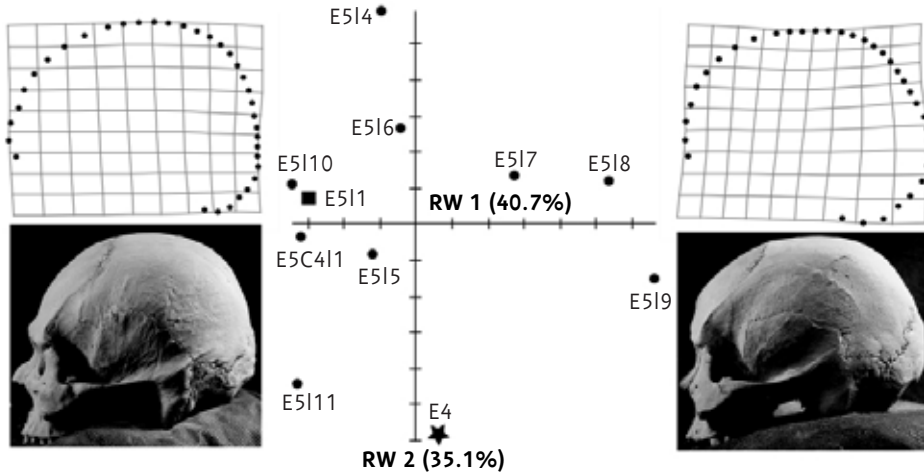 E5I4
E5I6
E5I7 E5I8
E5I10
E5I1
RW 1 (40.7%)
E5C4I1
E5I5
E5I9
E5I11
E4
RW 2 (35.1%)